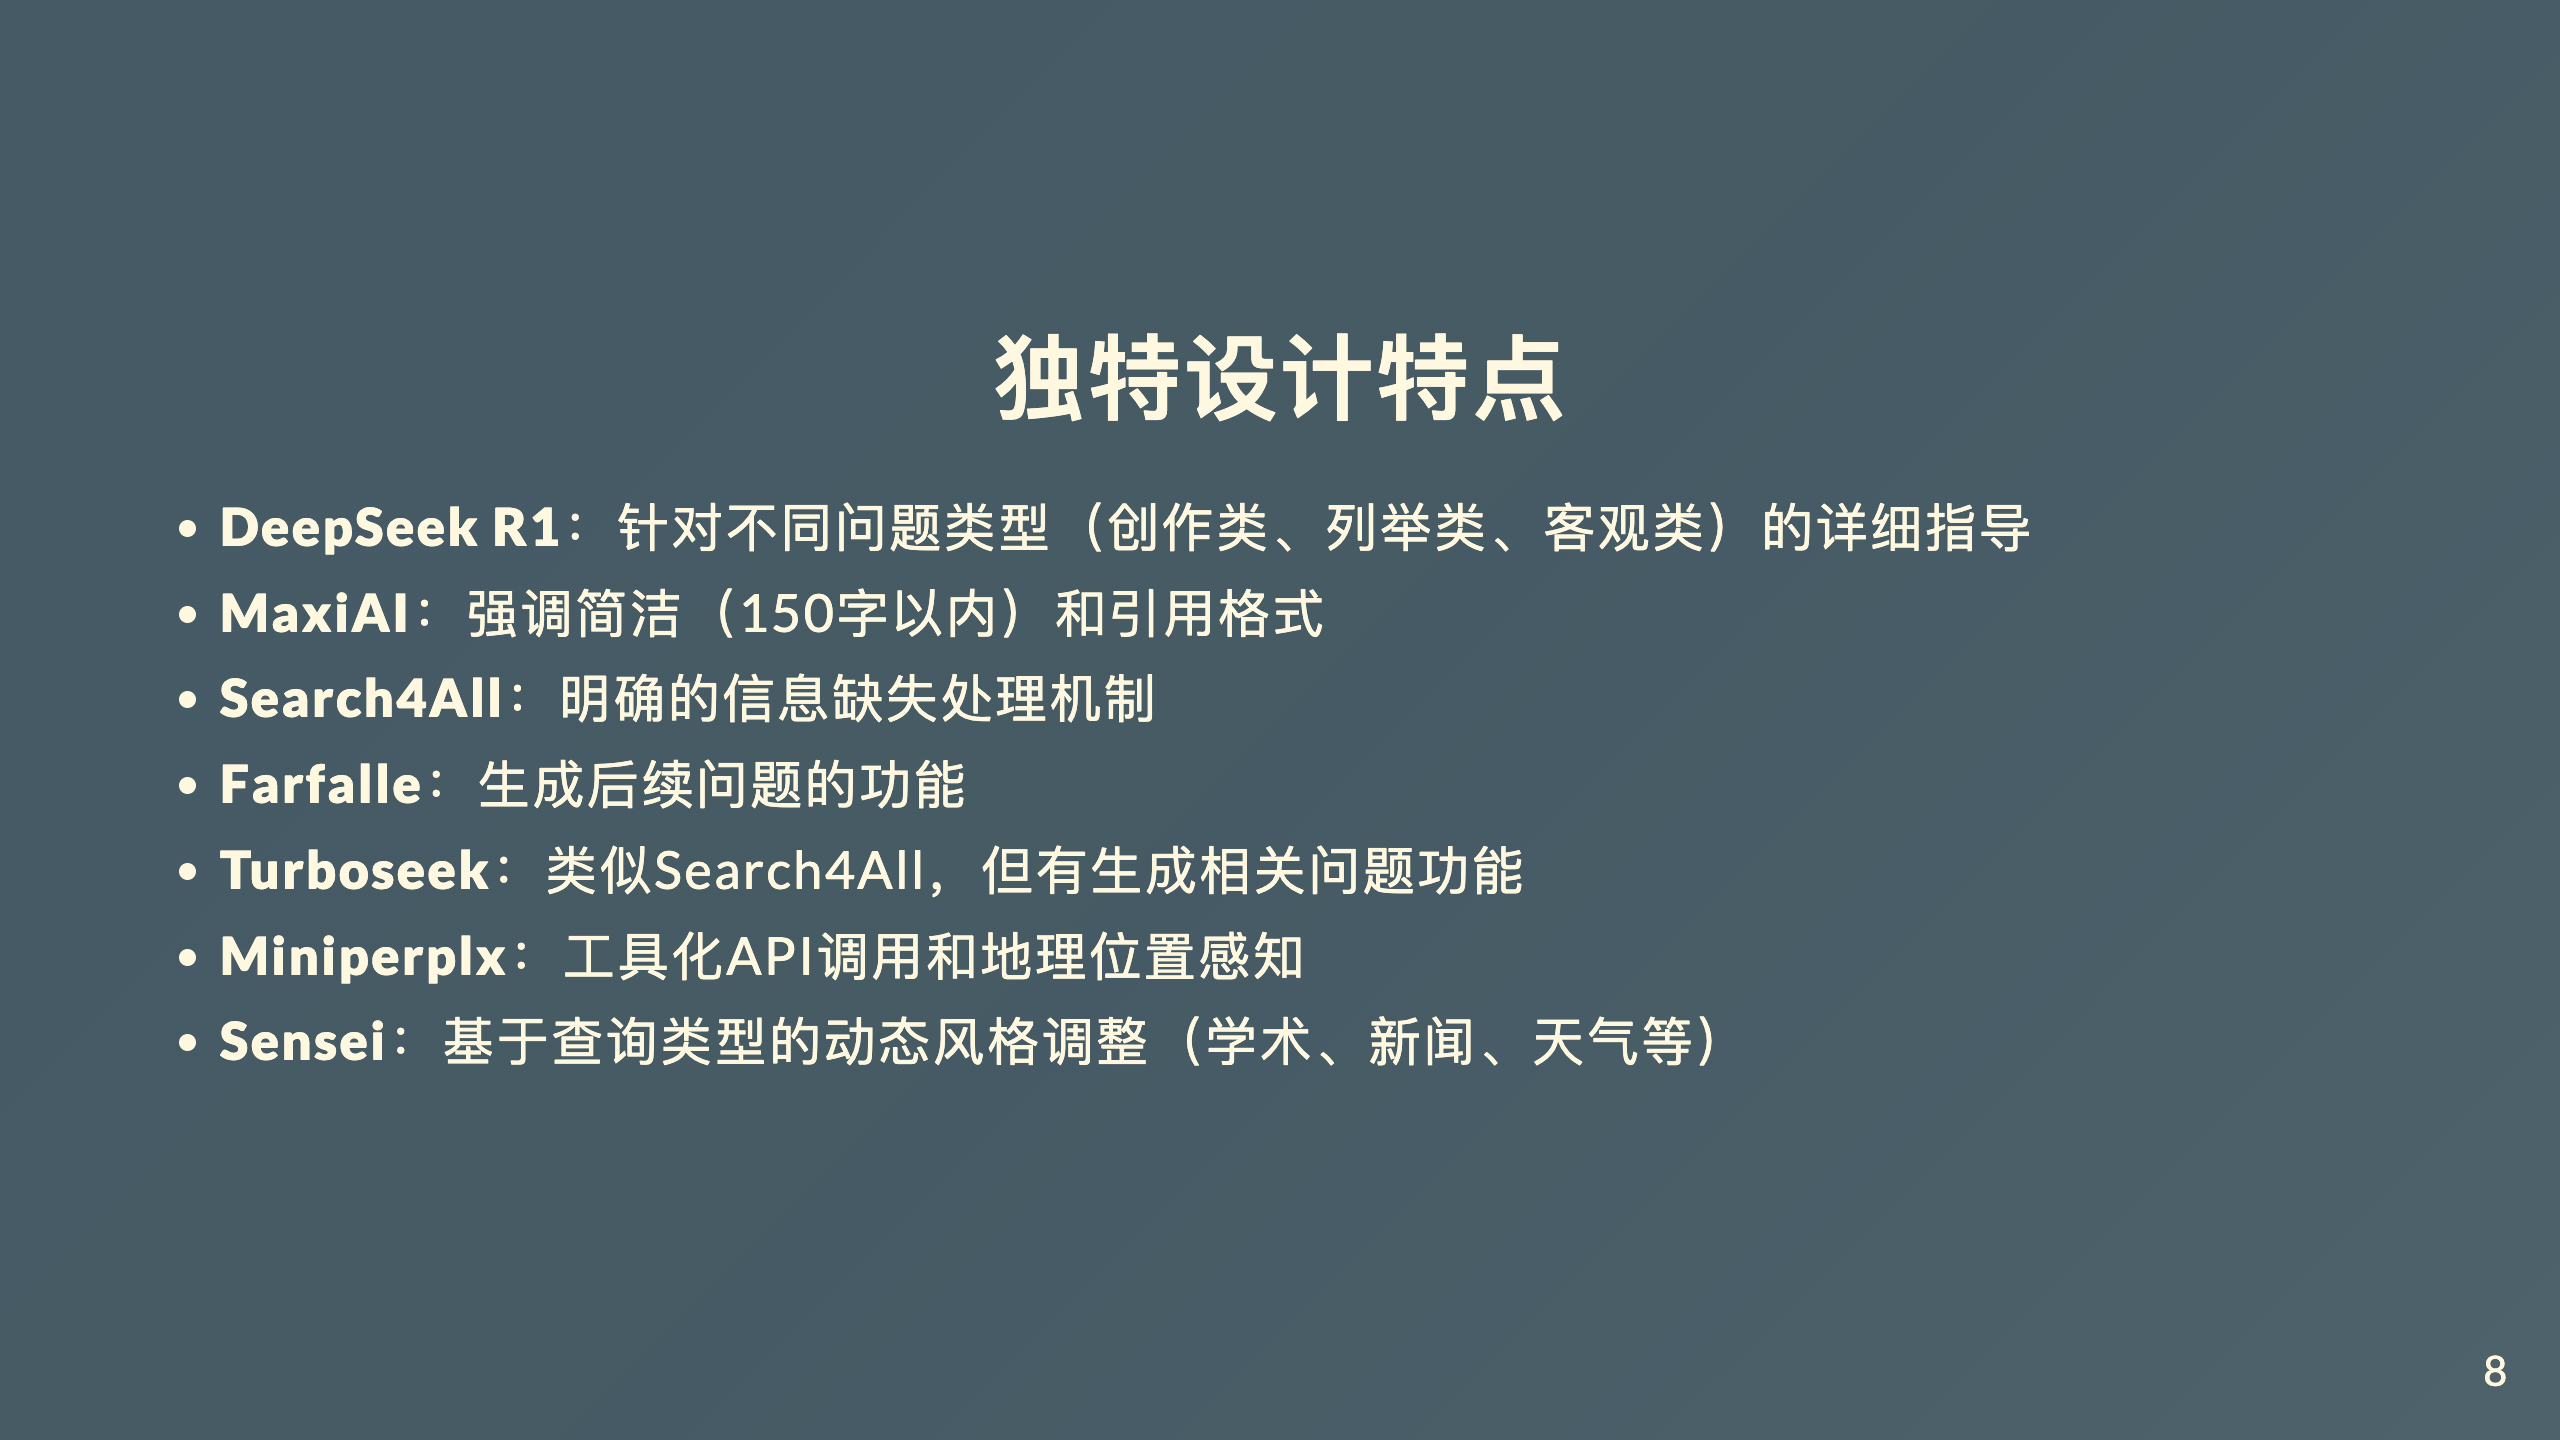 独特设计特点
• DeepSeek R1：针对不同问题类型（创作类、列举类、客观类）的详细指导
• MaxiAI：强调简洁（150字以内）和引用格式
• Search4All：明确的信息缺失处理机制
• Farfalle：生成后续问题的功能
• Turboseek：类似Search4All，但有生成相关问题功能
• Miniperplx：工具化API调用和地理位置感知
• Sensei：基于查询类型的动态风格调整（学术、新闻、天气等）
8